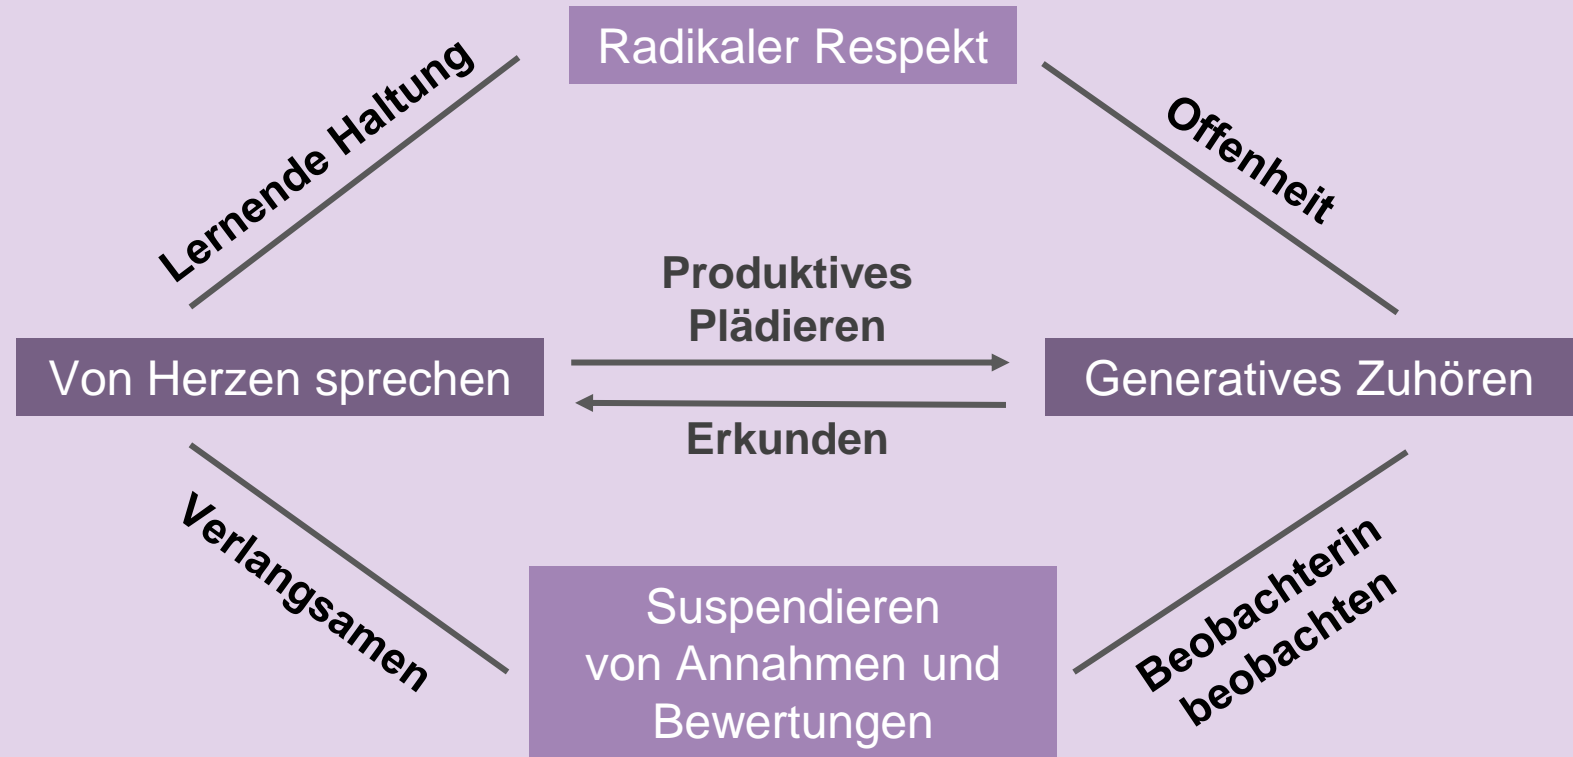 Radikaler Respekt
Lernende Haltung
Offenheit
Produktives
Plädieren
Von Herzen sprechen
Generatives Zuhören
Erkunden
Verlangsamen
Suspendieren
von Annahmen und
Bewertungen
Beobachterin
beobachten